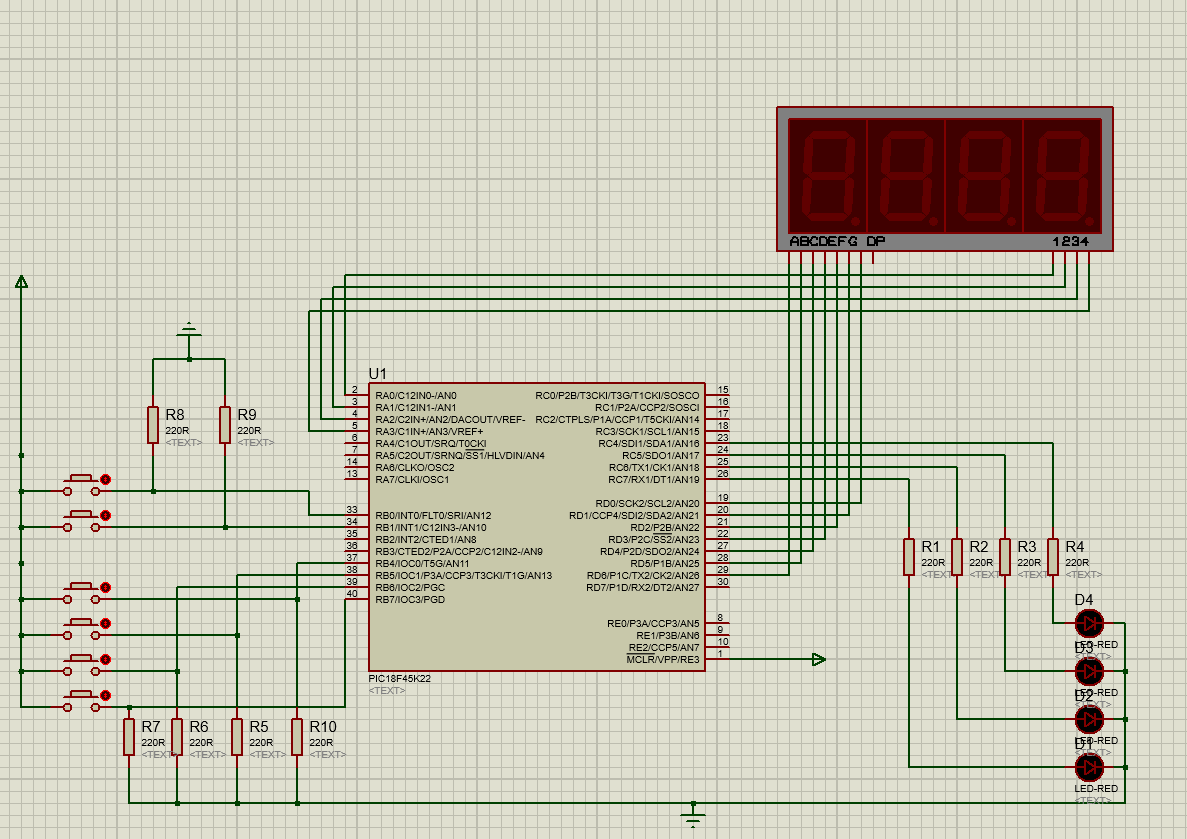 ABCDEFG DP
1234
U1
2 RA0/C12IN0-/AN0
3 RA1/C12IN1-/AN1
4 RA2/C2IN+/AN2/DACOUT/VREF-
5 RA3/C1IN+/AN3/VREF+
6 RA4/C1OUT/SRQ/T0CKI
7 RA5/C2OUT/SRNQ/SS1/HLVDIN/AN4
14 RA6/CLKO/OSC2
13 RA7/CLKI/OSC1
33 RB0/INT0/FLT0/SRI/AN12
34 RB1/INT1/C12IN3-/AN10
35 RB2/INT2/CTED1/AN8
36 RB3/CTED2/P2A/CCP2/C12IN2-/AN9
37 RB4/IOC0/T5G/AN11
38 RB5/IOC1/P3A/CCP3/T3CKI/T1G/AN13
39 RB6/IOC2/PGC
40 RB7/IOC3/PGD
RC0/P2B/T3CKI/T3G/T1CKI/SOSCO 15
RC1/P2A/CCP2/SOSCI 16
RC2/CTPLS/P1A/CCP1/T5CKI/AN14 17
RC3/SCK1/SCL1/AN15 18
RC4/SDI1/SDA1/AN16 23
RC5/SDO1/AN17 24
RC6/TX1/CK1/AN18 25
RC7/RX1/DT1/AN19 26
RD0/SCK2/SCL2/AN20 19
RD1/CCP4/SDI2/SDA2/AN21 20
RD2/P2B/AN22 21
RD3/P2C/SS2/AN23 22
RD4/P2D/SDO2/AN24 27
RD5/P1B/AN25 28
RD6/P1C/TX2/CK2/AN26 29
RD7/P1D/RX2/DT2/AN27 30
RE0/P3A/CCP3/AN5 8
RE1/P3B/AN6 9
RE2/CCP5/AN7 10
MCLR/VPP/RE3 1
PIC18F45K22
<TEXT>
R8
220R
<TEXT>
R9
220R
<TEXT>
R1
220R
<TEXT
R2
220R
<TEXT
R3
220R
<TEXT
R4
220R
<TEXT>
D4
LED-RED
D3
LED-RED
D2
LED-RED
D1
LED-RED
<TEXT>
R7
220R
<TEXT
R6
220R
<TEXT>
R5
220R
<TEXT>
R10
220R
<TEXT>